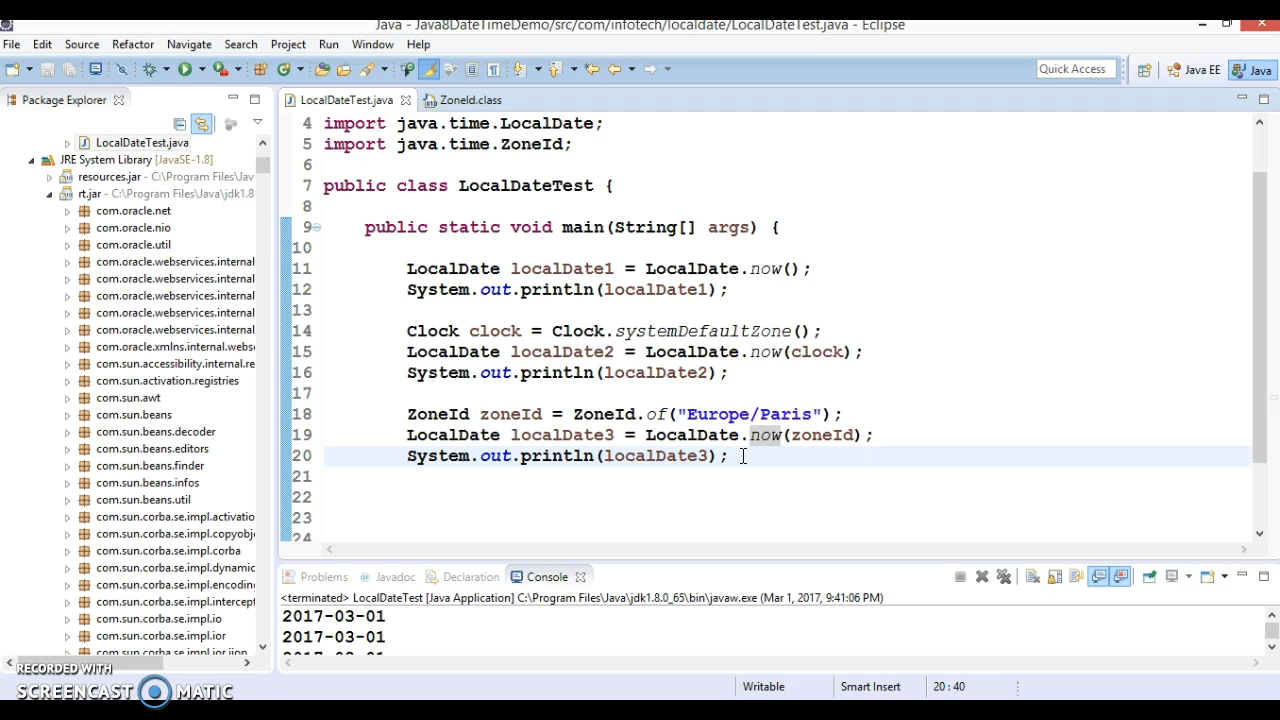 Java - Java8DateTimeDemo/src/com/infotech/localdate/LocalDateTest.java - Eclipse
File Edit Source Refactor Navigate Search Project Run Window Help
Quick Access Java EE Java
Package Explorer
LocalDateTest.java ZoneId.class
LocalDateTest.java
JRE System Library [JavaSE-1.8]
resources.jar - C:\Program Files\Jav
rt.jar - C:\Program Files\Java\jdk1.8
com.oracle.net
com.oracle.nio
com.oracle.util
com.oracle.webservices.internal
com.oracle.webservices.internal
com.oracle.webservices.internal
com.oracle.webservices.internal
com.oracle.webservices.internal
com.oracle.xmlns.internal.webs
com.sun.accessibility.internal.re
com.sun.activation.registries
com.sun.awt
com.sun.beans
com.sun.beans.decoder
com.sun.beans.editors
com.sun.beans.finder
com.sun.beans.infos
com.sun.beans.util
com.sun.corba.se.impl.activatio
com.sun.corba.se.impl.copyobj
com.sun.corba.se.impl.corba
com.sun.corba.se.impl.dynamic
com.sun.corba.se.impl.encoding
com.sun.corba.se.impl.intercept
com.sun.corba.se.impl.io
com.sun.corba.se.impl.ior
com.sun.corba.se.impl.ior.iiop
4 import java.time.LocalDate;
5 import java.time.ZoneId;
6
7 public class LocalDateTest {
8
9 public static void main(String[] args) {
10
11 LocalDate localDate1 = LocalDate.now();
12 System.out.println(localDate1);
13
14 Clock clock = Clock.systemDefaultZone();
15 LocalDate localDate2 = LocalDate.now(clock);
16 System.out.println(localDate2);
17
18 ZoneId zoneId = ZoneId.of("Europe/Paris");
19 LocalDate localDate3 = LocalDate.now(zoneId);
20 System.out.println(localDate3);
21
22
23
24
Problems Javadoc Declaration Console
<terminated> LocalDateTest [Java Application] C:\Program Files\Java\jdk1.8.0_65\bin\javaw.exe (Mar 1, 2017, 9:41:06 PM)
2017-03-01
2017-03-01
2017-03-01
Writable Smart Insert 20:40
RECORDED WITH
SCREENCAST MATIC